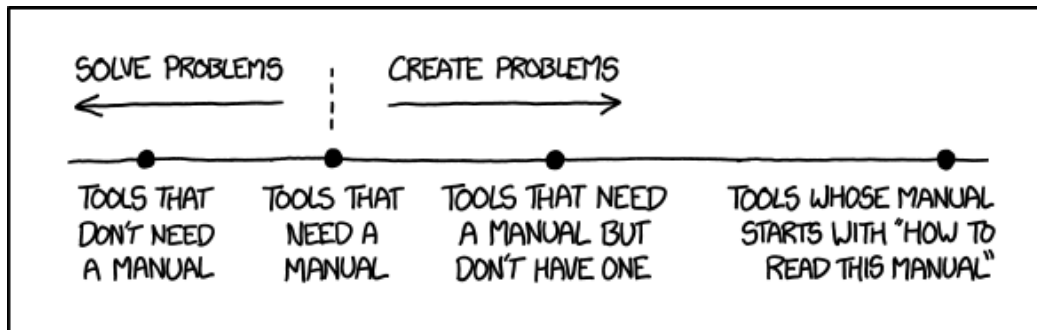 SOLVE PROBLEMS
CREATE PROBLEMS
TOOLS THAT
DON'T NEED
A MANUAL
TOOLS THAT
NEED A
MANUAL
TOOLS THAT NEED
A MANUAL BUT
DON'T HAVE ONE
TOOLS WHOSE MANUAL
STARTS WITH "HOW TO
READ THIS MANUAL"